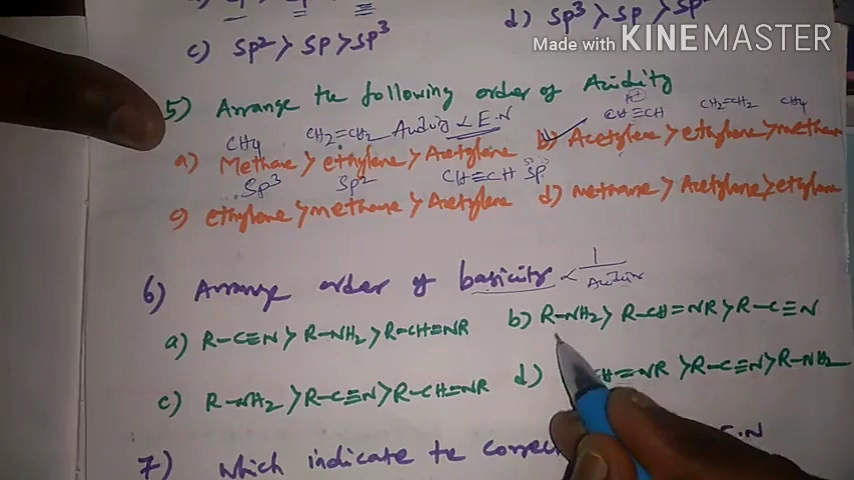 d) SP³ > SP > SP
c) SP² > SP > SP³
Made with KINEMASTER
5) Arrange the following order of Acidity
CH4 CH2=CH2 Acidity ∝ E.N CH≡CH CH2=CH2 CH4
a) Methane > ethylene > Acetylene b) Acetylene > ethylene > methane
SP³ SP² CH≡CH SP
c) ethylene > methane > Acetylene d) methane > Acetylene > ethylene
6) Arrange order of basicity ∝ 1/Acidity
a) R-C≡N > R-NH2 > R-CH=NR b) R-NH2 > R-CH=NR > R-C≡N
c) R-NH2 > R-C≡N > R-CH=NR d) CH=NR > R-C≡N > R-NH2
7) Which indicate the correc E.N